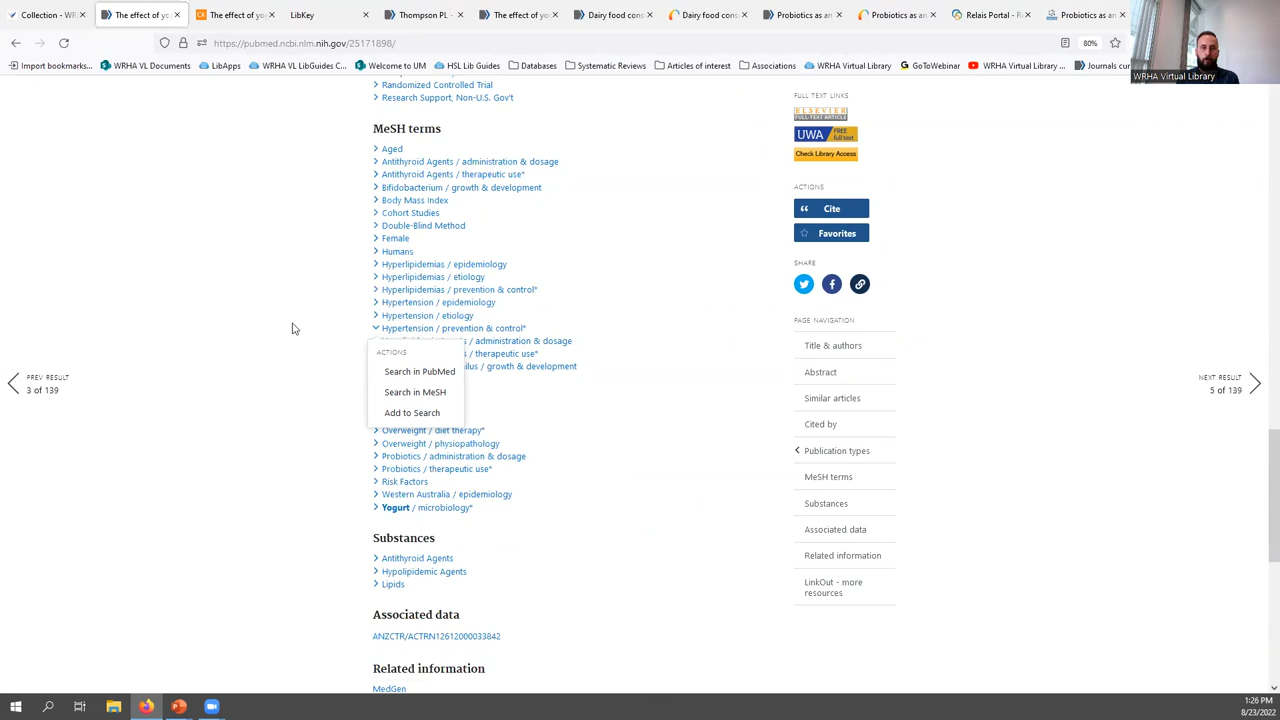 Collection - WR
The effect of yo
The effect of yo
LibKey
Thompson PL -
The effect of yo
Dairy food cons
Dairy food cons
Probiotics as an
Probiotics as an
Relais Portal - R
Probiotics as an
https://pubmed.ncbi.nlm.nih.gov/25171898/
80%
Import bookmarks...
WRHA VL Documents
LibApps
WRHA VL LibGuides C...
Welcome to UM
HSL Lib Guides
Databases
Systematic Reviews
Articles of interest
Associations
WRHA Virtual Library
GoToWebinar
WRHA Virtual Library ...
Journals cur
WRHA Virtual Library
Randomized Controlled Trial
Research Support, Non-U.S. Gov't
MeSH terms
Aged
Antithyroid Agents / administration & dosage
Antithyroid Agents / therapeutic use*
Bifidobacterium / growth & development
Body Mass Index
Cohort Studies
Double-Blind Method
Female
Humans
Hyperlipidemias / epidemiology
Hyperlipidemias / etiology
Hyperlipidemias / prevention & control*
Hypertension / epidemiology
Hypertension / etiology
Hypertension / prevention & control*
/ administration & dosage
/ therapeutic use*
/ growth & development
ACTIONS
Search in PubMed
Search in MeSH
Add to Search
Overweight / diet therapy*
Overweight / physiopathology
Probiotics / administration & dosage
Probiotics / therapeutic use*
Risk Factors
Western Australia / epidemiology
Yogurt / microbiology*
Substances
Antithyroid Agents
Hypolipidemic Agents
Lipids
Associated data
ANZCTR/ACTRN12612000033842
Related information
MedGen
PREV RESULT
3 of 139
NEXT RESULT
5 of 139
FULL TEXT LINKS
ELSEVIER
FULL-TEXT ARTICLE
UWA FREE full text
Check Library Access
ACTIONS
Cite
Favorites
SHARE
PAGE NAVIGATION
Title & authors
Abstract
Similar articles
Cited by
Publication types
MeSH terms
Substances
Associated data
Related information
LinkOut - more
resources
1:26 PM
8/23/2022